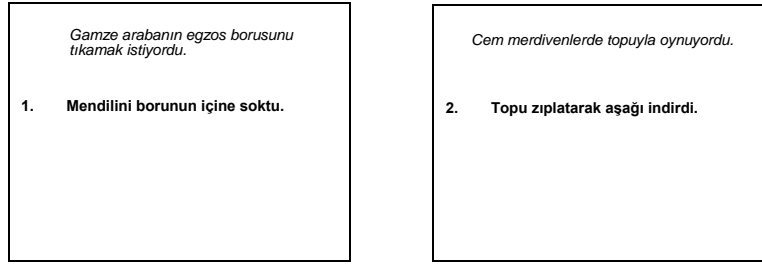 Gamze arabanın egzos borusunu
tıkamak istiyordu.
1. Mendilini borunun içine soktu.
Cem merdivenlerde topuyla oynuyordu.
2. Topu zıplatarak aşağı indirdi.